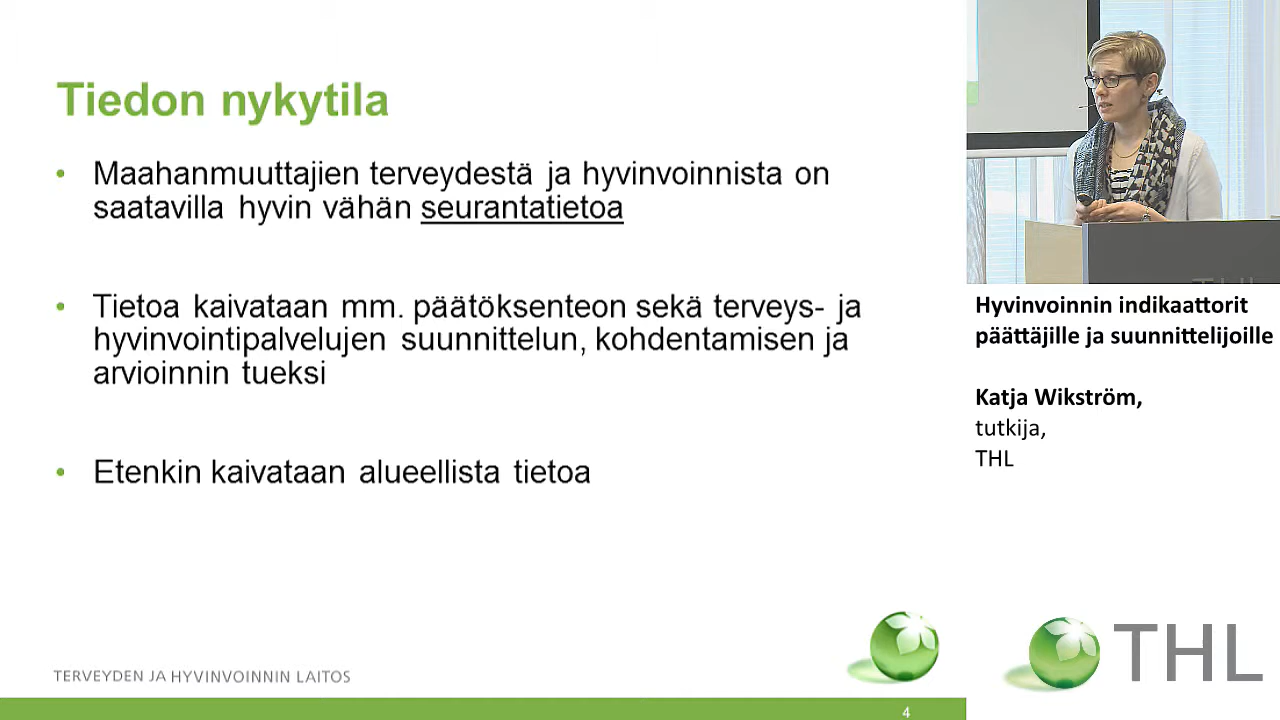 Tiedon nykytila
• Maahanmuuttajien terveydestä ja hyvinvoinnista on
saatavilla hyvin vähän seurantatietoa
• Tietoa kaivataan mm. päätöksenteon sekä terveys- ja
hyvinvointipalvelujen suunnittelun, kohdentamisen ja
arvioinnin tueksi
• Etenkin kaivataan alueellista tietoa
TERVEYDEN JA HYVINVOINNIN LAITOS
4
THL
Hyvinvoinnin indikaattorit
päättäjille ja suunnittelijoille
Katja Wikström,
tutkija,
THL
THL